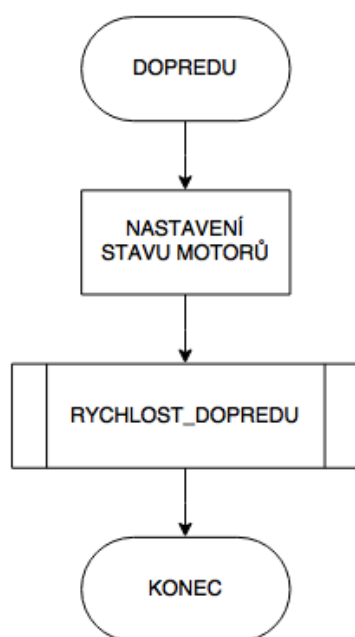 DOPREDU
NASTAVENÍ
STAVU MOTORŮ
RYCHLOST_DOPREDU
KONEC